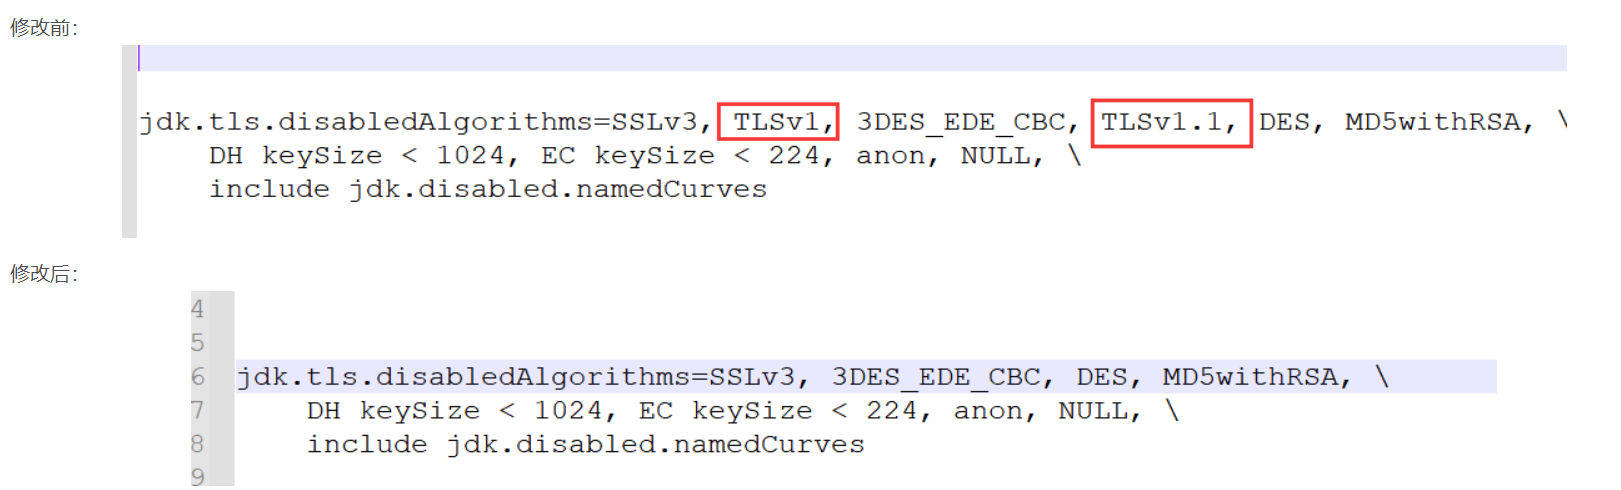 修改前:
jdk.tls.disabledAlgorithms=SSLv3, TLSv1, 3DES_EDE_CBC, TLSv1.1, DES, MD5withRSA, \
DH keySize < 1024, EC keySize < 224, anon, NULL, \
include jdk.disabled.namedCurves
修改后:
4
5
6 jdk.tls.disabledAlgorithms=SSLv3, 3DES_EDE_CBC, DES, MD5withRSA, \
7 DH keySize < 1024, EC keySize < 224, anon, NULL, \
8 include jdk.disabled.namedCurves
9